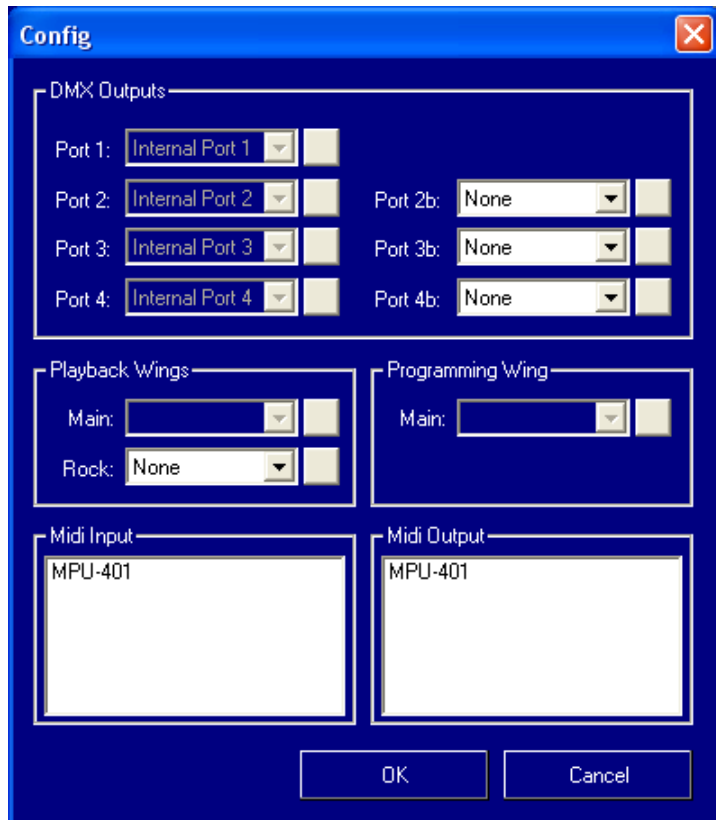 Config
DMX Outputs
Port 1: Internal Port 1
Port 2: Internal Port 2 Port 2b: None
Port 3: Internal Port 3 Port 3b: None
Port 4: Internal Port 4 Port 4b: None
Playback Wings
Main:
Rock: None
Programming Wing
Main:
Midi Input
MPU-401
Midi Output
MPU-401
OK Cancel